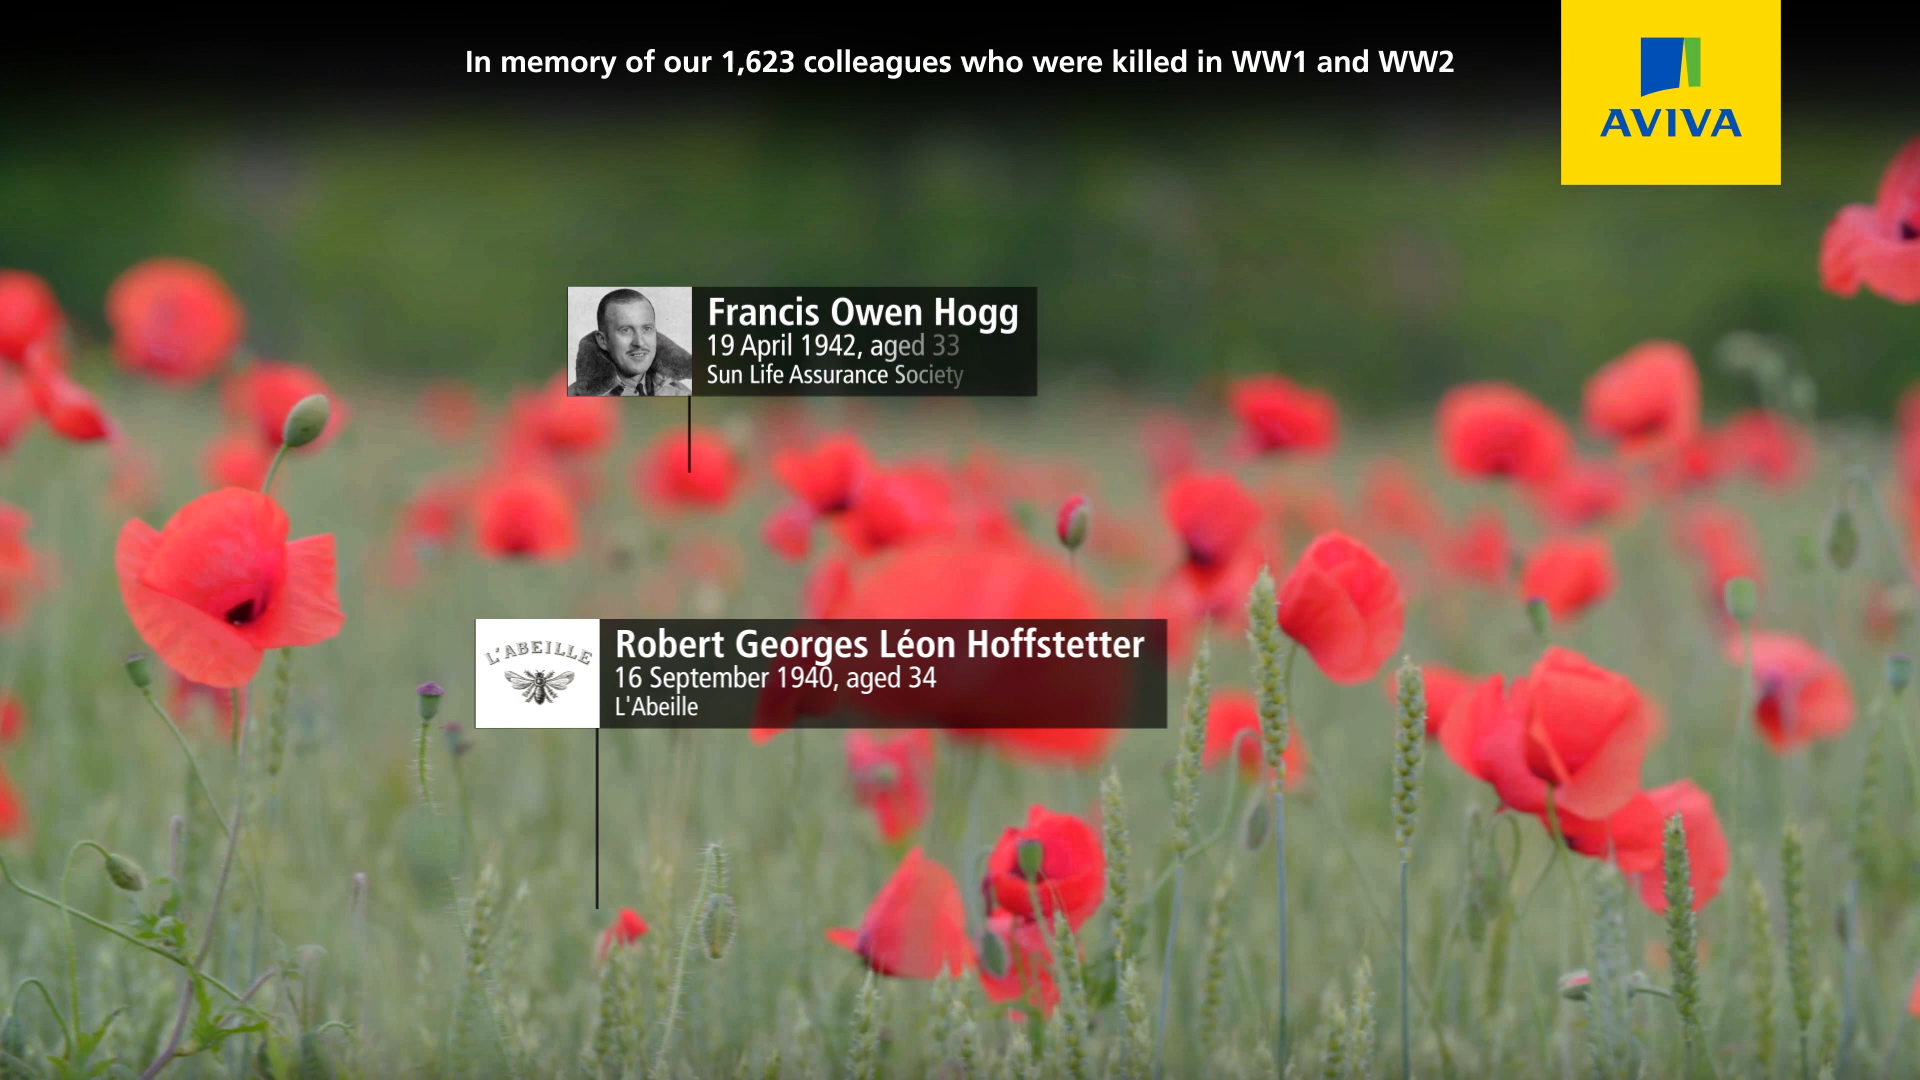 In memory of our 1,623 colleagues who were killed in WW1 and WW2
AVIVA
Francis Owen Hogg
19 April 1942, aged 33
Sun Life Assurance Society
L'ABEILLE
Robert Georges Léon Hoffstetter
16 September 1940, aged 34
L'Abeille